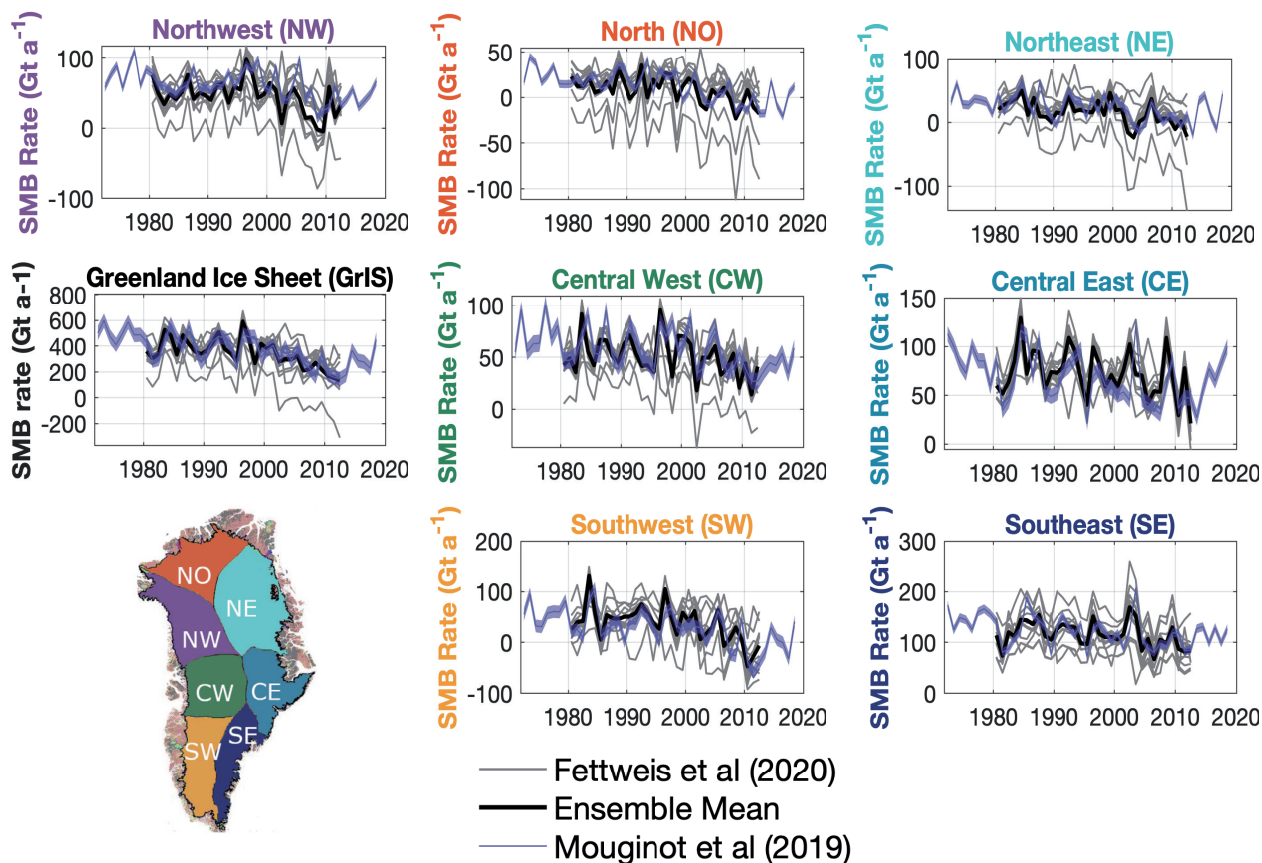 Northwest (NW)
SMB Rate (Gt a-1)
100
0
-100
1980 1990 2000 2010 2020
North (NO)
SMB Rate (Gt a-1)
50
0
-50
-100
1980 1990 2000 2010 2020
Northeast (NE)
SMB Rate (Gt a-1)
100
0
-100
1980 1990 2000 2010 2020
Greenland Ice Sheet (GrIS)
SMB rate (Gt a-1)
800
600
400
200
0
-200
1980 1990 2000 2010 2020
Central West (CW)
SMB Rate (Gt a-1)
100
50
0
1980 1990 2000 2010 2020
Central East (CE)
SMB Rate (Gt a-1)
150
100
50
0
1980 1990 2000 2010 2020
NO
NE
NW
CW
CE
SE
SW
Southwest (SW)
SMB Rate (Gt a-1)
200
100
0
-100
1980 1990 2000 2010 2020
Southeast (SE)
SMB Rate (Gt a-1)
300
200
100
0
1980 1990 2000 2010 2020
Fettweis et al (2020)
Ensemble Mean
Mouginot et al (2019)